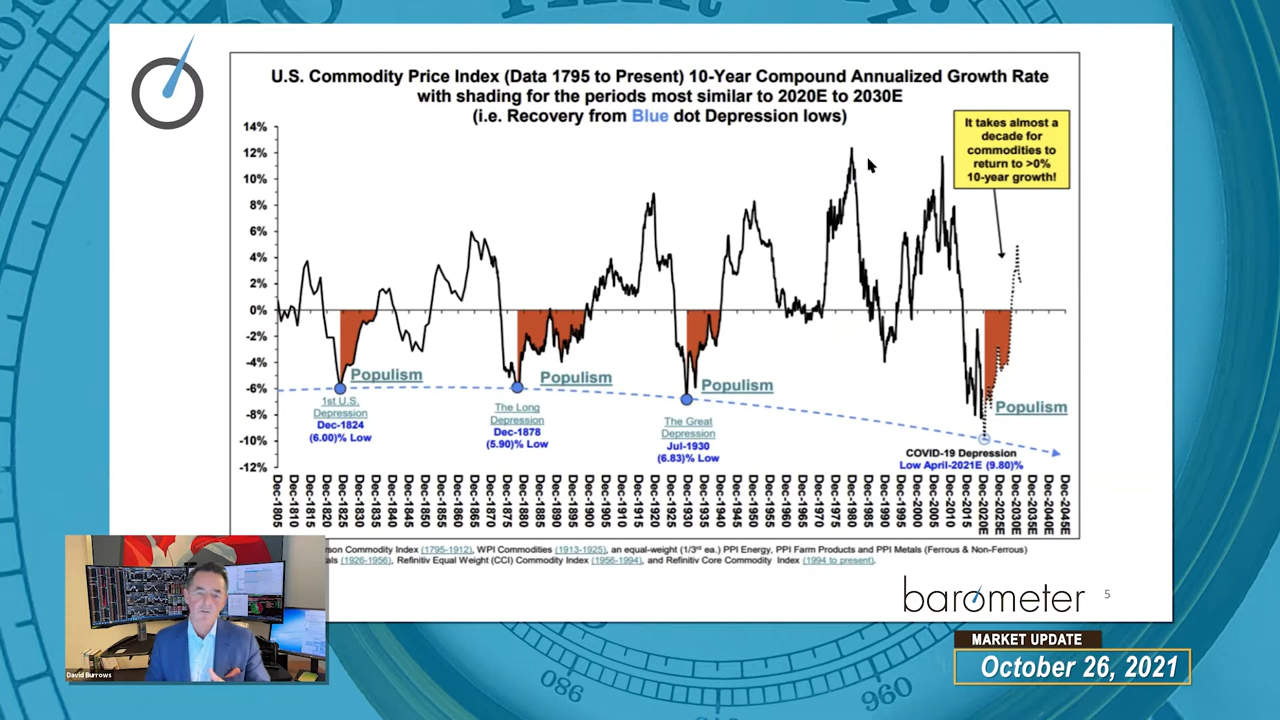 U.S. Commodity Price Index (Data 1795 to Present) 10-Year Compound Annualized Growth Rate
with shading for the periods most similar to 2020E to 2030E
(i.e. Recovery from Blue dot Depression lows)
It takes almost a
decade for
commodities to
return to >0%
10-year growth!
14%
12%
10%
8%
6%
4%
2%
0%
-2%
-4%
-6%
-8%
-10%
-12%
Populism
1st U.S.
Depression
Dec-1824
(6.00)% Low
Populism
The Long
Depression
Dec-1878
(5.90)% Low
Populism
The Great
Depression
Jul-1930
(6.83)% Low
Populism
COVID-19 Depression
Low April-2021E (9.80)%
Dec-1805
Dec-1810
Dec-1815
Dec-1820
Dec-1825
Dec-1830
Dec-1835
Dec-1840
Dec-1845
Dec-1850
Dec-1855
Dec-1860
Dec-1865
Dec-1870
Dec-1875
Dec-1880
Dec-1885
Dec-1890
Dec-1895
Dec-1900
Dec-1905
Dec-1910
Dec-1915
Dec-1920
Dec-1925
Dec-1930
Dec-1935
Dec-1940
Dec-1945
Dec-1950
Dec-1955
Dec-1960
Dec-1965
Dec-1970
Dec-1975
Dec-1980
Dec-1985
Dec-1990
Dec-1995
Dec-2000
Dec-2005
Dec-2010
Dec-2015
Dec-2020E
Dec-2025E
Dec-2030E
Dec-2035E
Dec-2040E
Dec-2045E
Commodity Index (1795-1912), WPI Commodities (1913-1925), an equal-weight (1/3rd ea.) PPI Energy, PPI Farm Products and PPI Metals (Ferrous & Non-Ferrous)
(1926-1956), Refinitiv Equal Weight (CCI) Commodity Index (1956-1994), and Refinitiv Core Commodity Index (1994 to present).
barometer
5
David Burrows
MARKET UPDATE
October 26, 2021
086
960